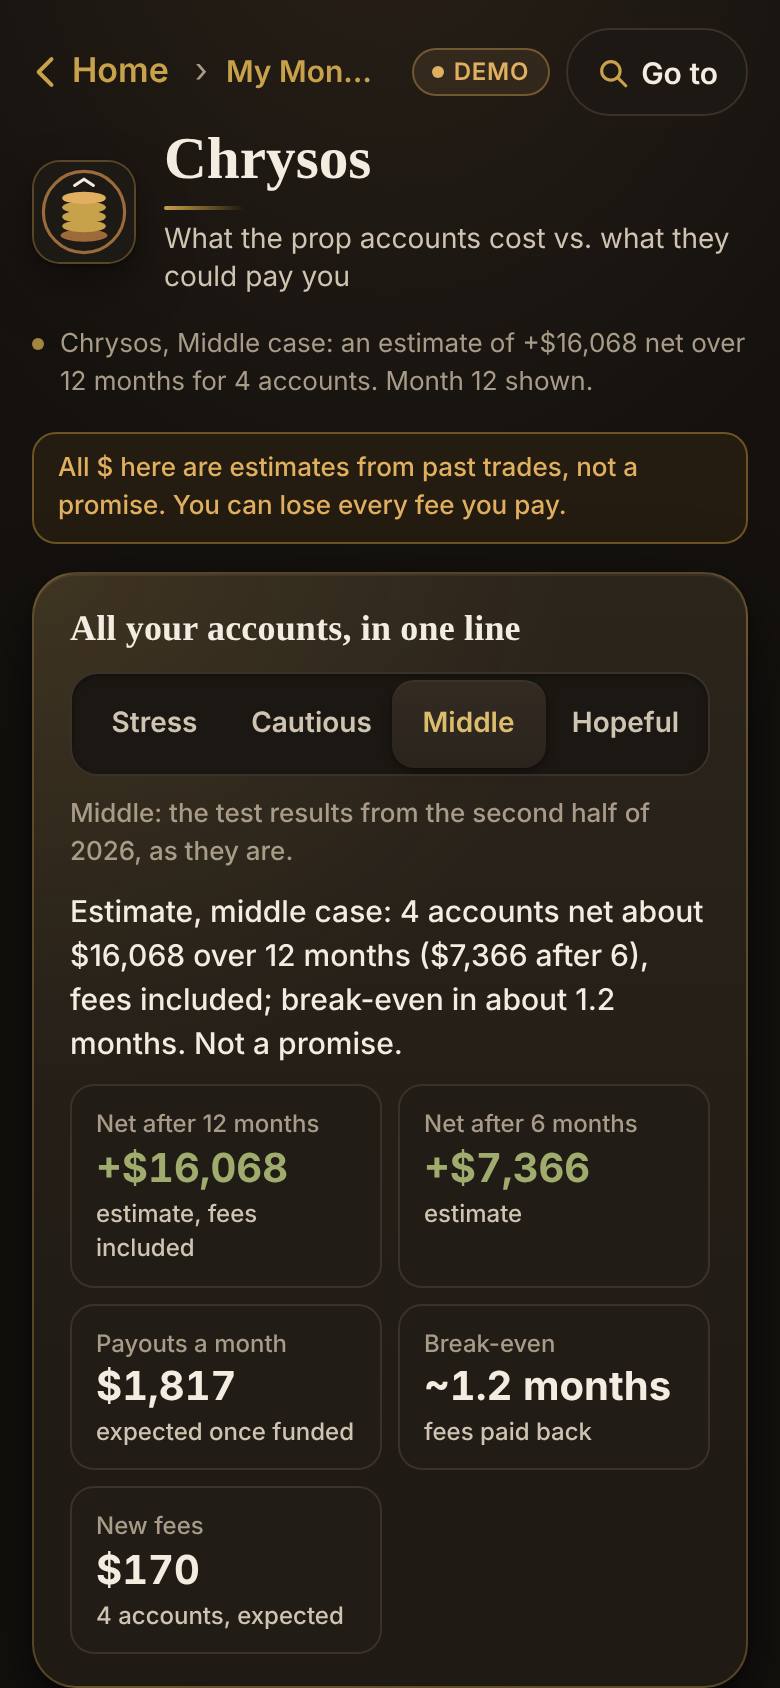 Home › My Mon... DEMO Go to
Chrysos
What the prop accounts cost vs. what they
could pay you
Chrysos, Middle case: an estimate of +$16,068 net over
12 months for 4 accounts. Month 12 shown.
All $ here are estimates from past trades, not a
promise. You can lose every fee you pay.
All your accounts, in one line
Stress Cautious Middle Hopeful
Middle: the test results from the second half of
2026, as they are.
Estimate, middle case: 4 accounts net about
$16,068 over 12 months ($7,366 after 6),
fees included; break-even in about 1.2
months. Not a promise.
Net after 12 months
+$16,068
estimate, fees
included
Net after 6 months
+$7,366
estimate
Payouts a month
$1,817
expected once funded
Break-even
~1.2 months
fees paid back
New fees
$170
4 accounts, expected